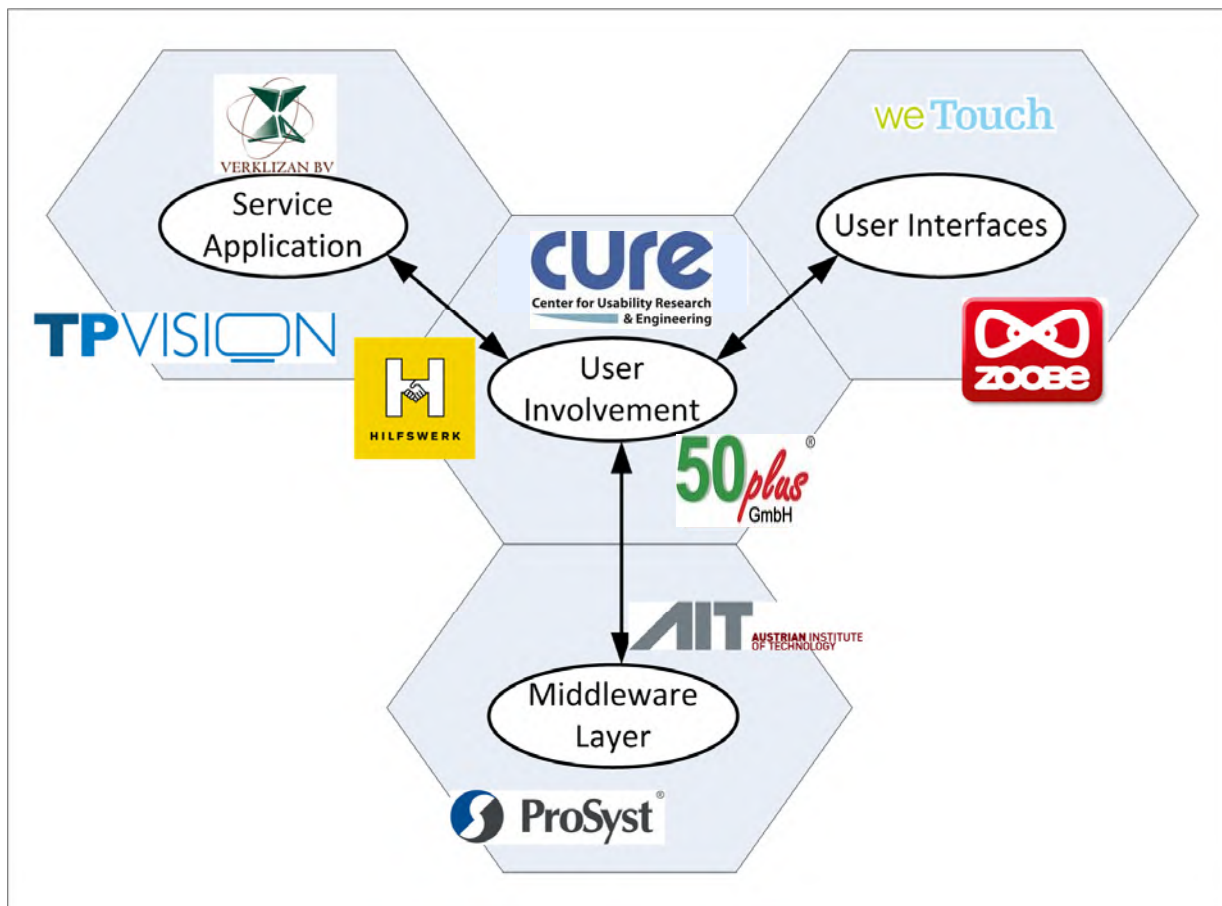 VERKLIZAN BV
Service
Application
TPVISION
weTouch
User Interfaces
ZOOBE
cure
Center for Usability Research
& Engineering
H
HILFSWERK
User
Involvement
50plus®
GmbH
AIT
AUSTRIAN INSTITUTE
OF TECHNOLOGY
Middleware
Layer
ProSyst®